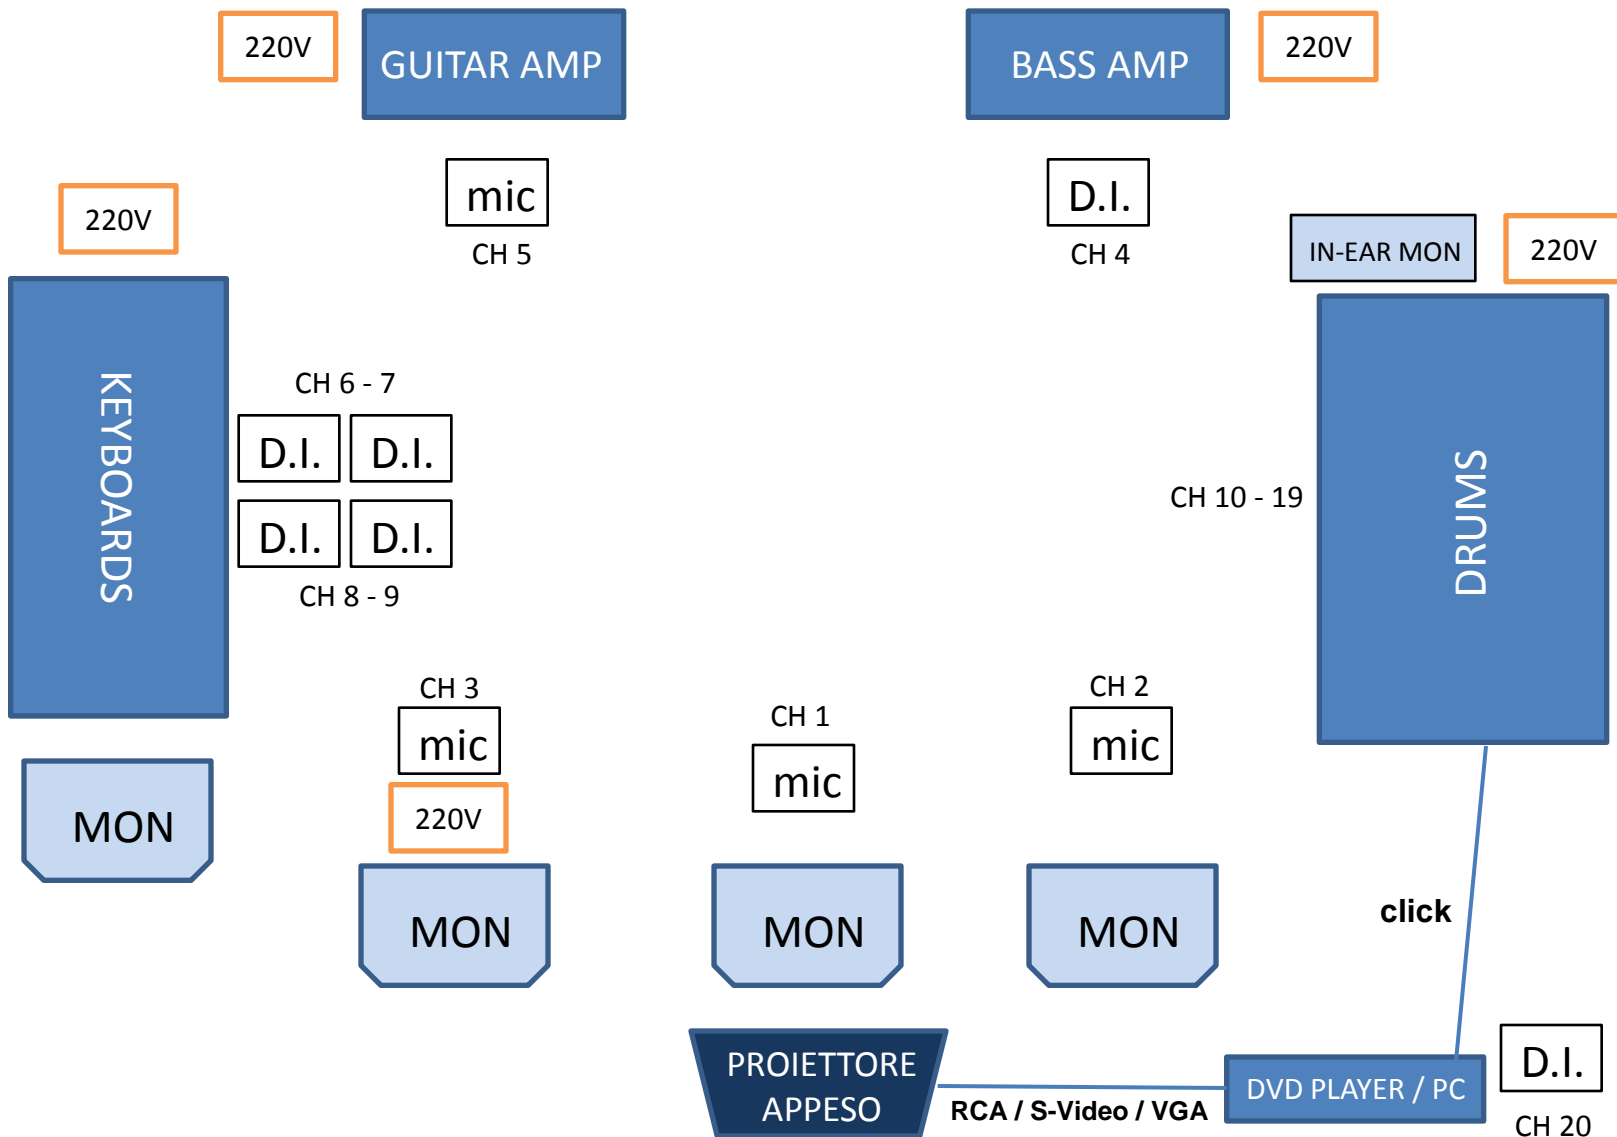 220V
GUITAR AMP
BASS AMP
220V
mic
CH 5
D.I.
CH 4
220V
IN-EAR MON
220V
KEYBOARDS
CH 6 - 7
D.I.
D.I.
D.I.
D.I.
CH 8 - 9
CH 10 - 19
DRUMS
CH 3
mic
220V
CH 1
mic
CH 2
mic
MON
MON
MON
MON
click
PROIETTORE
APPESO
RCA / S-Video / VGA
DVD PLAYER / PC
D.I.
CH 20